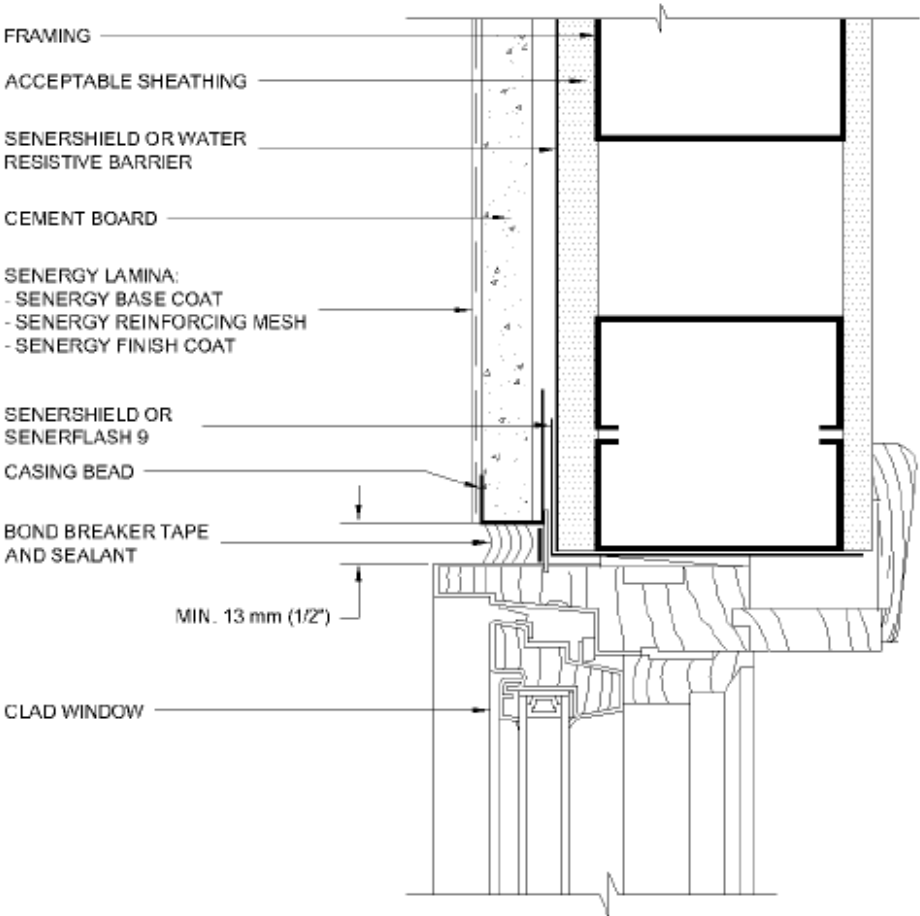 FRAMING
ACCEPTABLE SHEATHING
SENERSHIELD OR WATER
RESISTIVE BARRIER
CEMENT BOARD
SENERGY LAMINA:
- SENERGY BASE COAT
- SENERGY REINFORCING MESH
- SENERGY FINISH COAT
SENERSHIELD OR
SENERFLASH 9
CASING BEAD
BOND BREAKER TAPE
AND SEALANT
MIN. 13 mm (1/2")
CLAD WINDOW